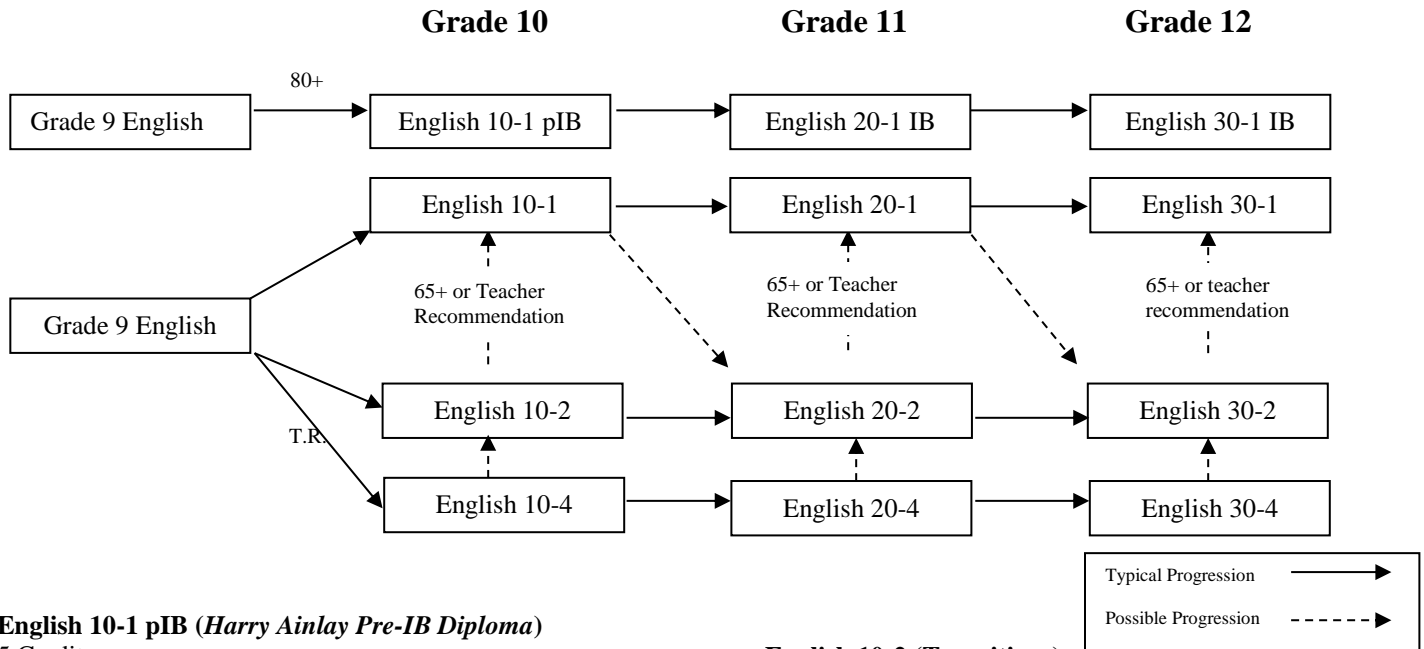 Grade 10 Grade 11 Grade 12
80+
Grade 9 English English 10-1 pIB English 20-1 IB English 30-1 IB
English 10-1 English 20-1 English 30-1
65+ or Teacher
Recommendation
65+ or Teacher
Recommendation
65+ or teacher
recommendation
Grade 9 English
English 10-2 English 20-2 English 30-2
T.R.
English 10-4 English 20-4 English 30-4
Typical Progression
Possible Progression
English 10-1 pIB (Harry Ainlay Pre-IB Diploma)